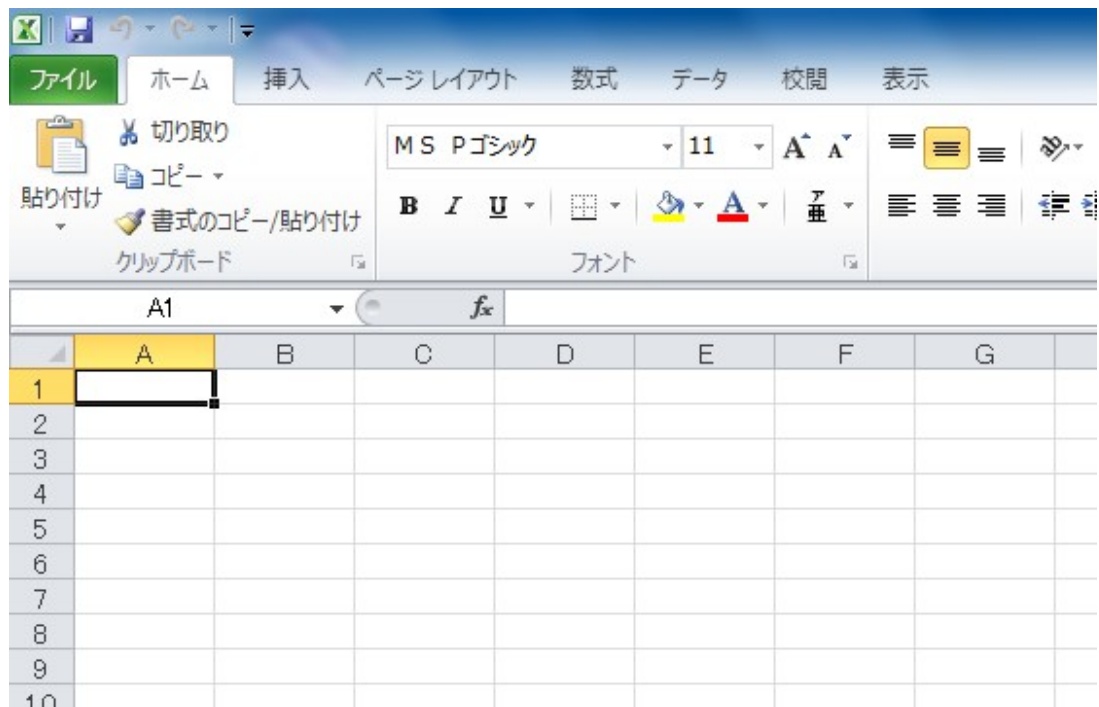 ファイル ホーム 挿入 ページ レイアウト 数式 データ 校閲 表示
貼り付け
切り取り
コピー
書式のコピー/貼り付け
クリップボード
ＭＳ Ｐゴシック 11 A A
B I U A ア亜
フォント
A1 fx
A B C D E F G
1
2
3
4
5
6
7
8
9
10